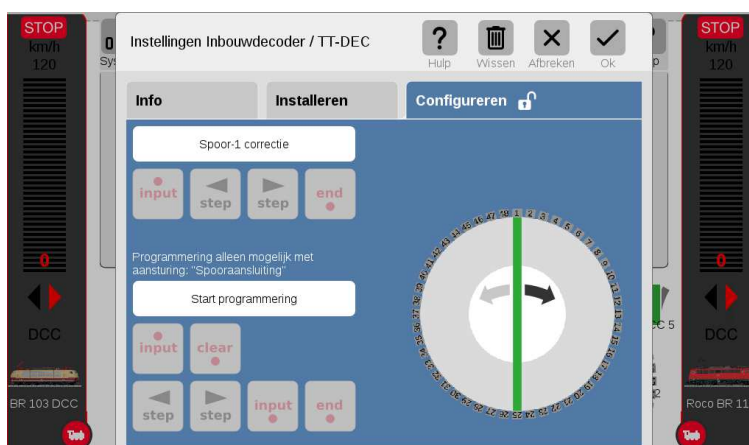 STOP
km/h
120
0
DCC
BR 103 DCC
0
Sys
Instellingen Inbouwdecoder / TT-DEC
?
Hulp
Wissen
Afbreken
Ok
Info
Installeren
Configureren
Spoor-1 correctie
input
step
step
end
Programmering alleen mogelijk met
aansturing: "Spooraansluiting"
Start programmering
input
clear
step
step
input
end
p
STOP
km/h
120
0
DCC
Roco BR 11